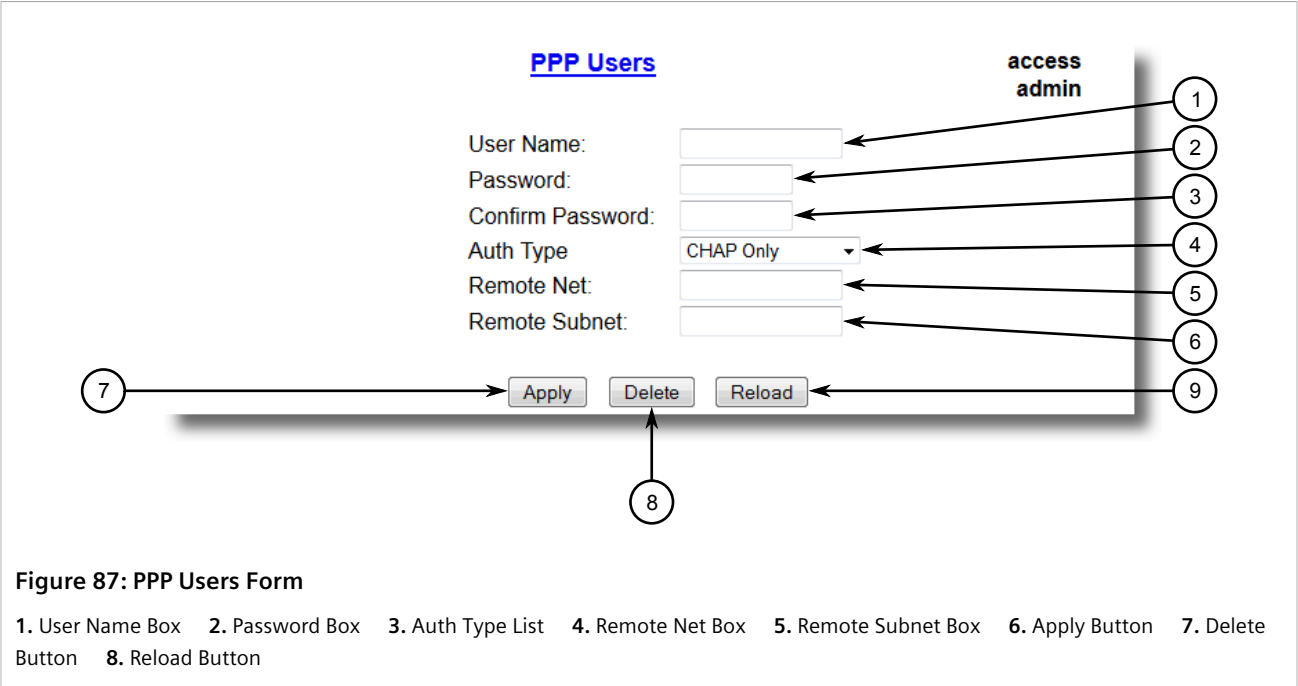 PPP Users
access
admin
1
User Name:
2
Password:
3
Confirm Password:
4
Auth Type CHAP Only
5
Remote Net:
6
Remote Subnet:
7
Apply Delete Reload
9
8
Figure 87: PPP Users Form
1. User Name Box 2. Password Box 3. Auth Type List 4. Remote Net Box 5. Remote Subnet Box 6. Apply Button 7. Delete
Button 8. Reload Button